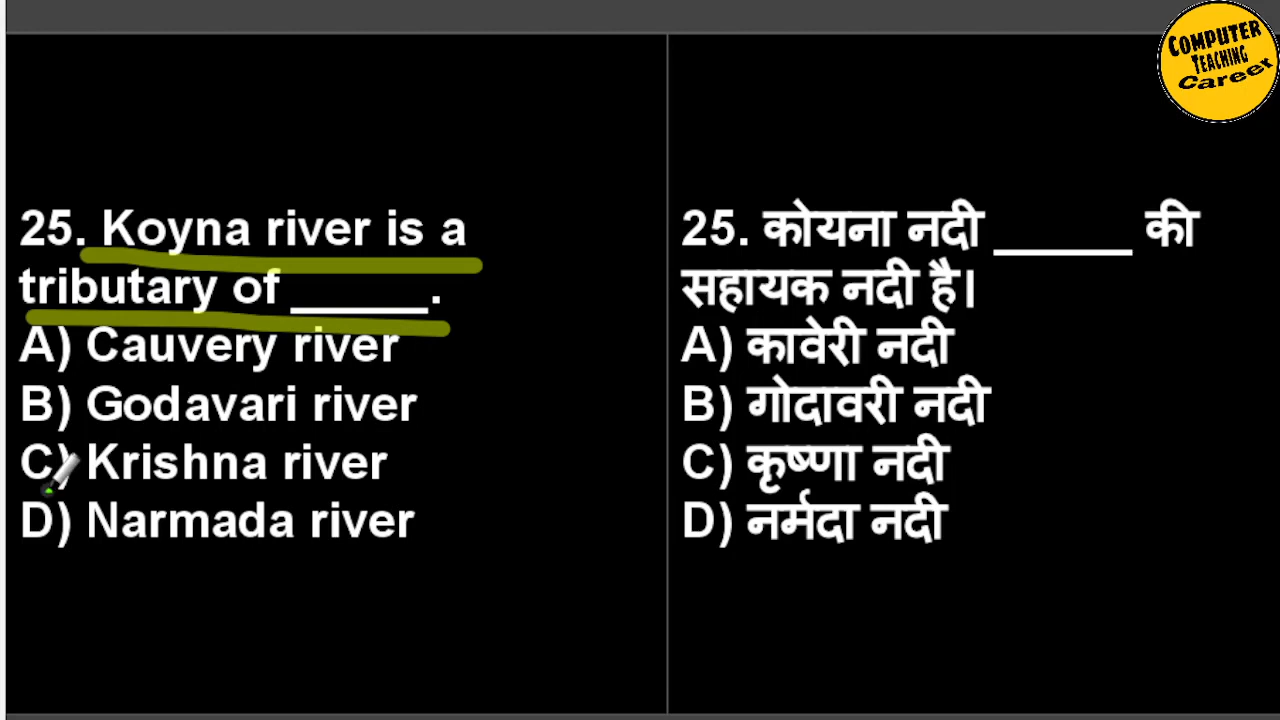 COMPUTER
TEACHING
Career
25. Koyna river is a
tributary of _____.
A) Cauvery river
B) Godavari river
C) Krishna river
D) Narmada river
25. कोयना नदी _____ की
सहायक नदी है।
A) कावेरी नदी
B) गोदावरी नदी
C) कृष्णा नदी
D) नर्मदा नदी